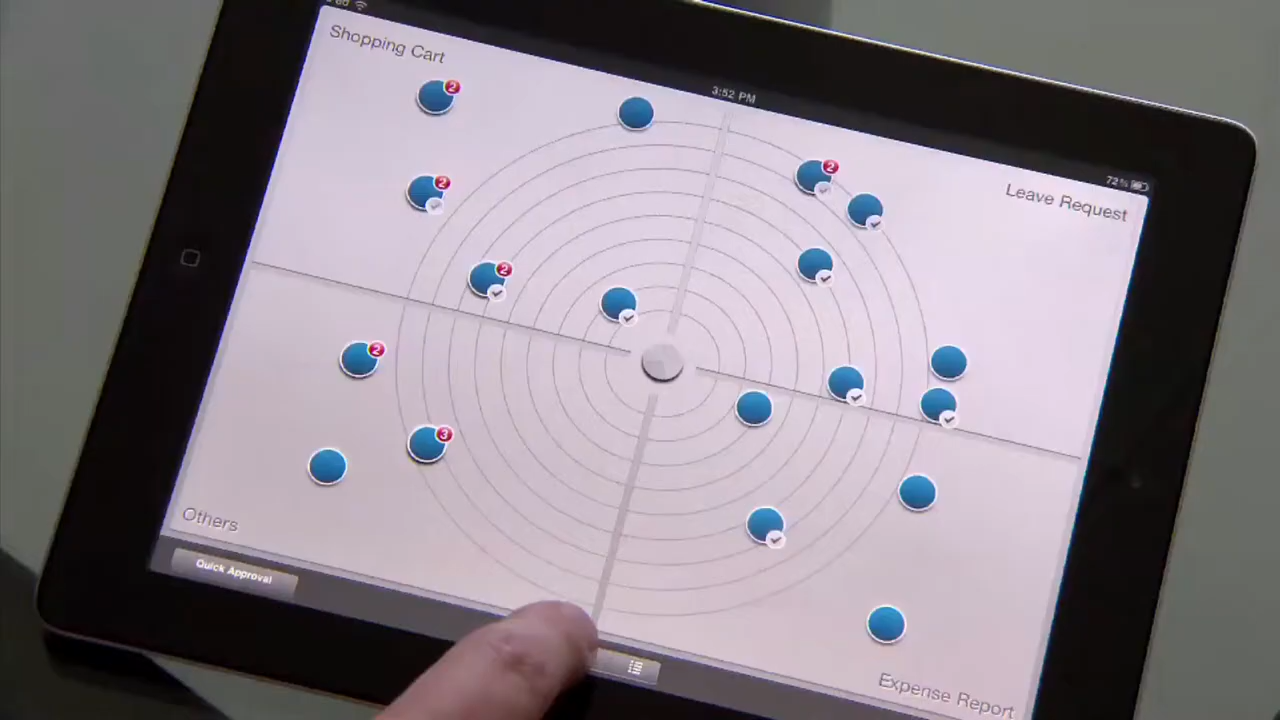 Shopping Cart
3:52 PM
72%
Leave Request
2
2
2
2
2
3
Others
Quick Approval
Expense Report